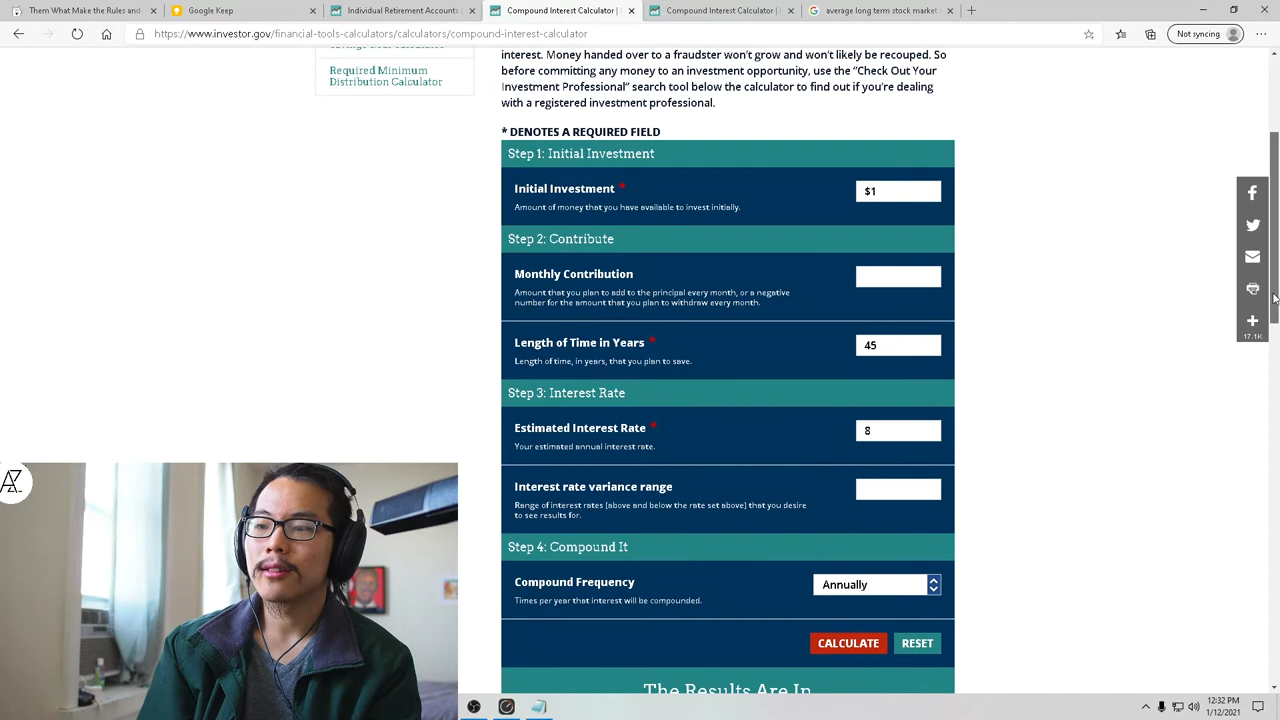 Them What Make the Rules and
Google Keep
Individual Retirement Accounts
Compound Interest Calculator |
Compound Interest Calculator |
average yoy stock market
https://www.investor.gov/financial-tools-calculators/calculators/compound-interest-calculator
Not syncing
Required Minimum
Distribution Calculator
interest. Money handed over to a fraudster won't grow and won't likely be recouped. So
before committing any money to an investment opportunity, use the "Check Out Your
Investment Professional" search tool below the calculator to find out if you're dealing
with a registered investment professional.
* DENOTES A REQUIRED FIELD
Step 1: Initial Investment
Initial Investment *
$1
Amount of money that you have available to invest initially.
Step 2: Contribute
Monthly Contribution
Amount that you plan to add to the principal every month, or a negative
number for the amount that you plan to withdraw every month.
Length of Time in Years *
45
Length of time, in years, that you plan to save.
Step 3: Interest Rate
Estimated Interest Rate *
8
Your estimated annual interest rate.
Interest rate variance range
Range of interest rates (above and below the rate set above) that you desire
to see results for.
Step 4: Compound It
Compound Frequency
Annually
Times per year that interest will be compounded.
CALCULATE
RESET
The Results Are In
17.1K
AZ
12:32 PM
1/12/2021